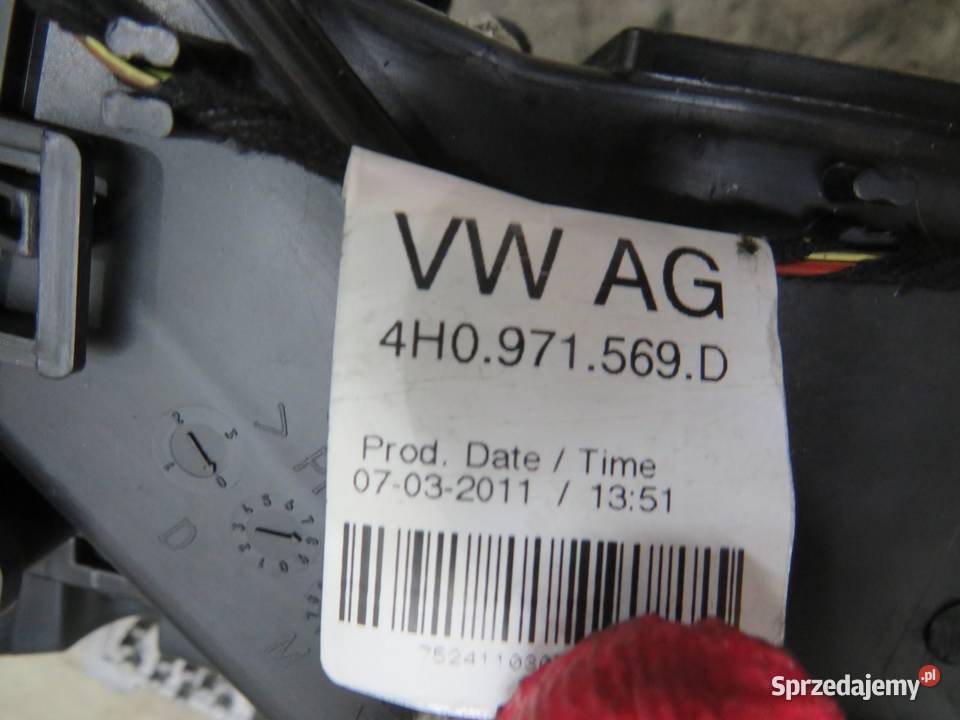 VW AG
4H0.971.569.D
Prod. Date / Time
07-03-2011 / 13:51
Sprzedajemy.pl